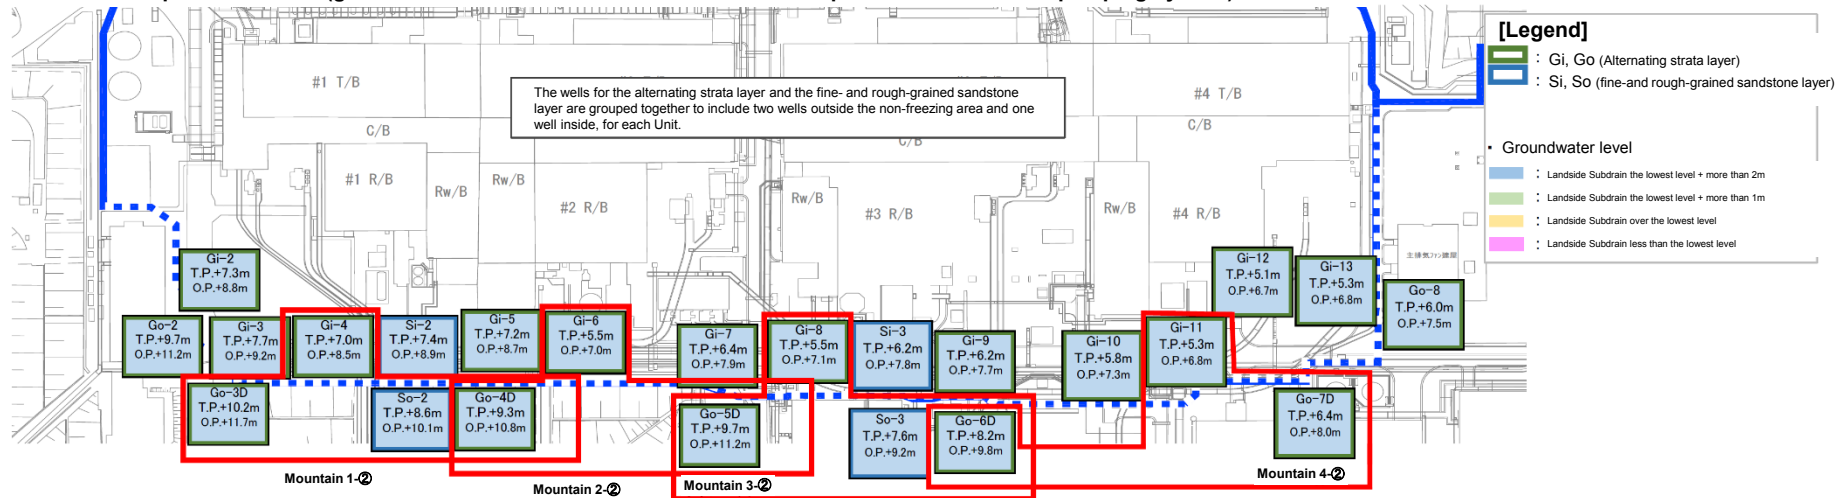 [Legend]
: Gi, Go (Alternating strata layer)
: Si, So (fine-and rough-grained sandstone layer)
・ Groundwater level
: Landside Subdrain the lowest level + more than 2m
: Landside Subdrain the lowest level + more than 1m
: Landside Subdrain over the lowest level
: Landside Subdrain less than the lowest level
The wells for the alternating strata layer and the fine- and rough-grained sandstone
layer are grouped together to include two wells outside the non-freezing area and one
well inside, for each Unit.
#1 T/B
#4 T/B
C/B
C/B
C/B
#1 R/B
Rw/B
Rw/B
#2 R/B
Rw/B
#3 R/B
Rw/B
#4 R/B
主排気ファン建屋
Gi-2
T.P.+7.3m
O.P.+8.8m
Gi-12
T.P.+5.1m
O.P.+6.7m
Gi-13
T.P.+5.3m
O.P.+6.8m
Go-8
T.P.+6.0m
O.P.+7.5m
Go-2
T.P.+9.7m
O.P.+11.2m
Gi-3
T.P.+7.7m
O.P.+9.2m
Gi-4
T.P.+7.0m
O.P.+8.5m
Si-2
T.P.+7.4m
O.P.+8.9m
Gi-5
T.P.+7.2m
O.P.+8.7m
Gi-6
T.P.+5.5m
O.P.+7.0m
Gi-7
T.P.+6.4m
O.P.+7.9m
Gi-8
T.P.+5.5m
O.P.+7.1m
Si-3
T.P.+6.2m
O.P.+7.8m
Gi-9
T.P.+6.2m
O.P.+7.7m
Gi-10
T.P.+5.8m
O.P.+7.3m
Gi-11
T.P.+5.3m
O.P.+6.8m
Go-3D
T.P.+10.2m
O.P.+11.7m
So-2
T.P.+8.6m
O.P.+10.1m
Go-4D
T.P.+9.3m
O.P.+10.8m
Go-5D
T.P.+9.7m
O.P.+11.2m
So-3
T.P.+7.6m
O.P.+9.2m
Go-6D
T.P.+8.2m
O.P.+9.8m
Go-7D
T.P.+6.4m
O.P.+8.0m
Mountain 1-②
Mountain 2-②
Mountain 3-②
Mountain 4-②